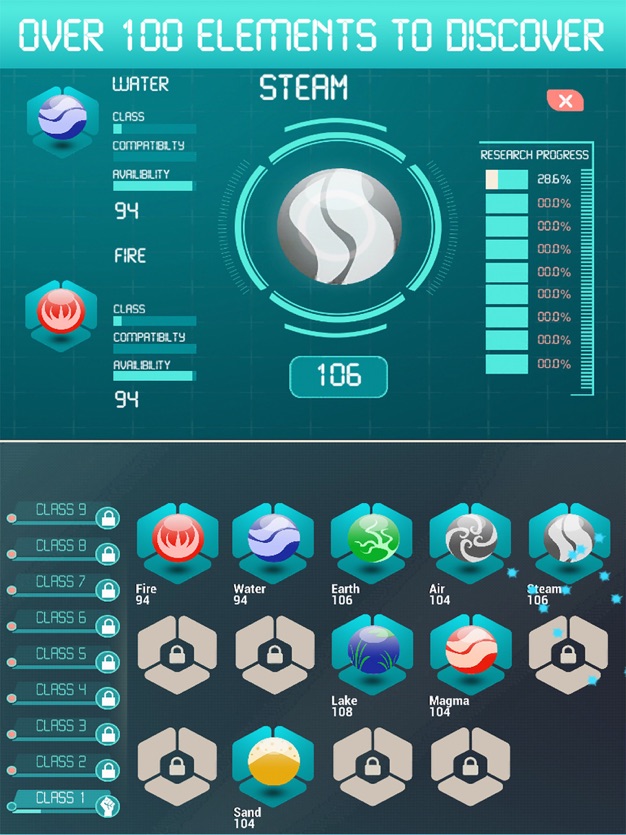 OVER 100 ELEMENTS TO DISCOVER
WATER
CLASS
COMPATIBILTY
AVAILIBILITY
94
FIRE
CLASS
COMPATIBILTY
AVAILIBILITY
94
STEAM
106
RESEARCH PROGRESS
28.6%
00.0%
00.0%
00.0%
00.0%
00.0%
00.0%
00.0%
00.0%
CLASS 9
CLASS 8
CLASS 7
CLASS 6
CLASS 5
CLASS 4
CLASS 3
CLASS 2
CLASS 1
Fire
94
Water
94
Earth
106
Air
104
Steam
106
Lake
108
Magma
104
Sand
104